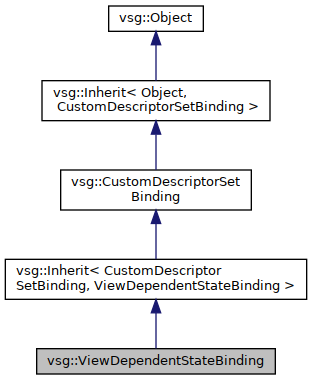 vsg::Object
vsg::Inherit< Object,
CustomDescriptorSetBinding >
vsg::CustomDescriptorSet
Binding
vsg::Inherit< CustomDescriptor
SetBinding, ViewDependentStateBinding >
vsg::ViewDependentStateBinding